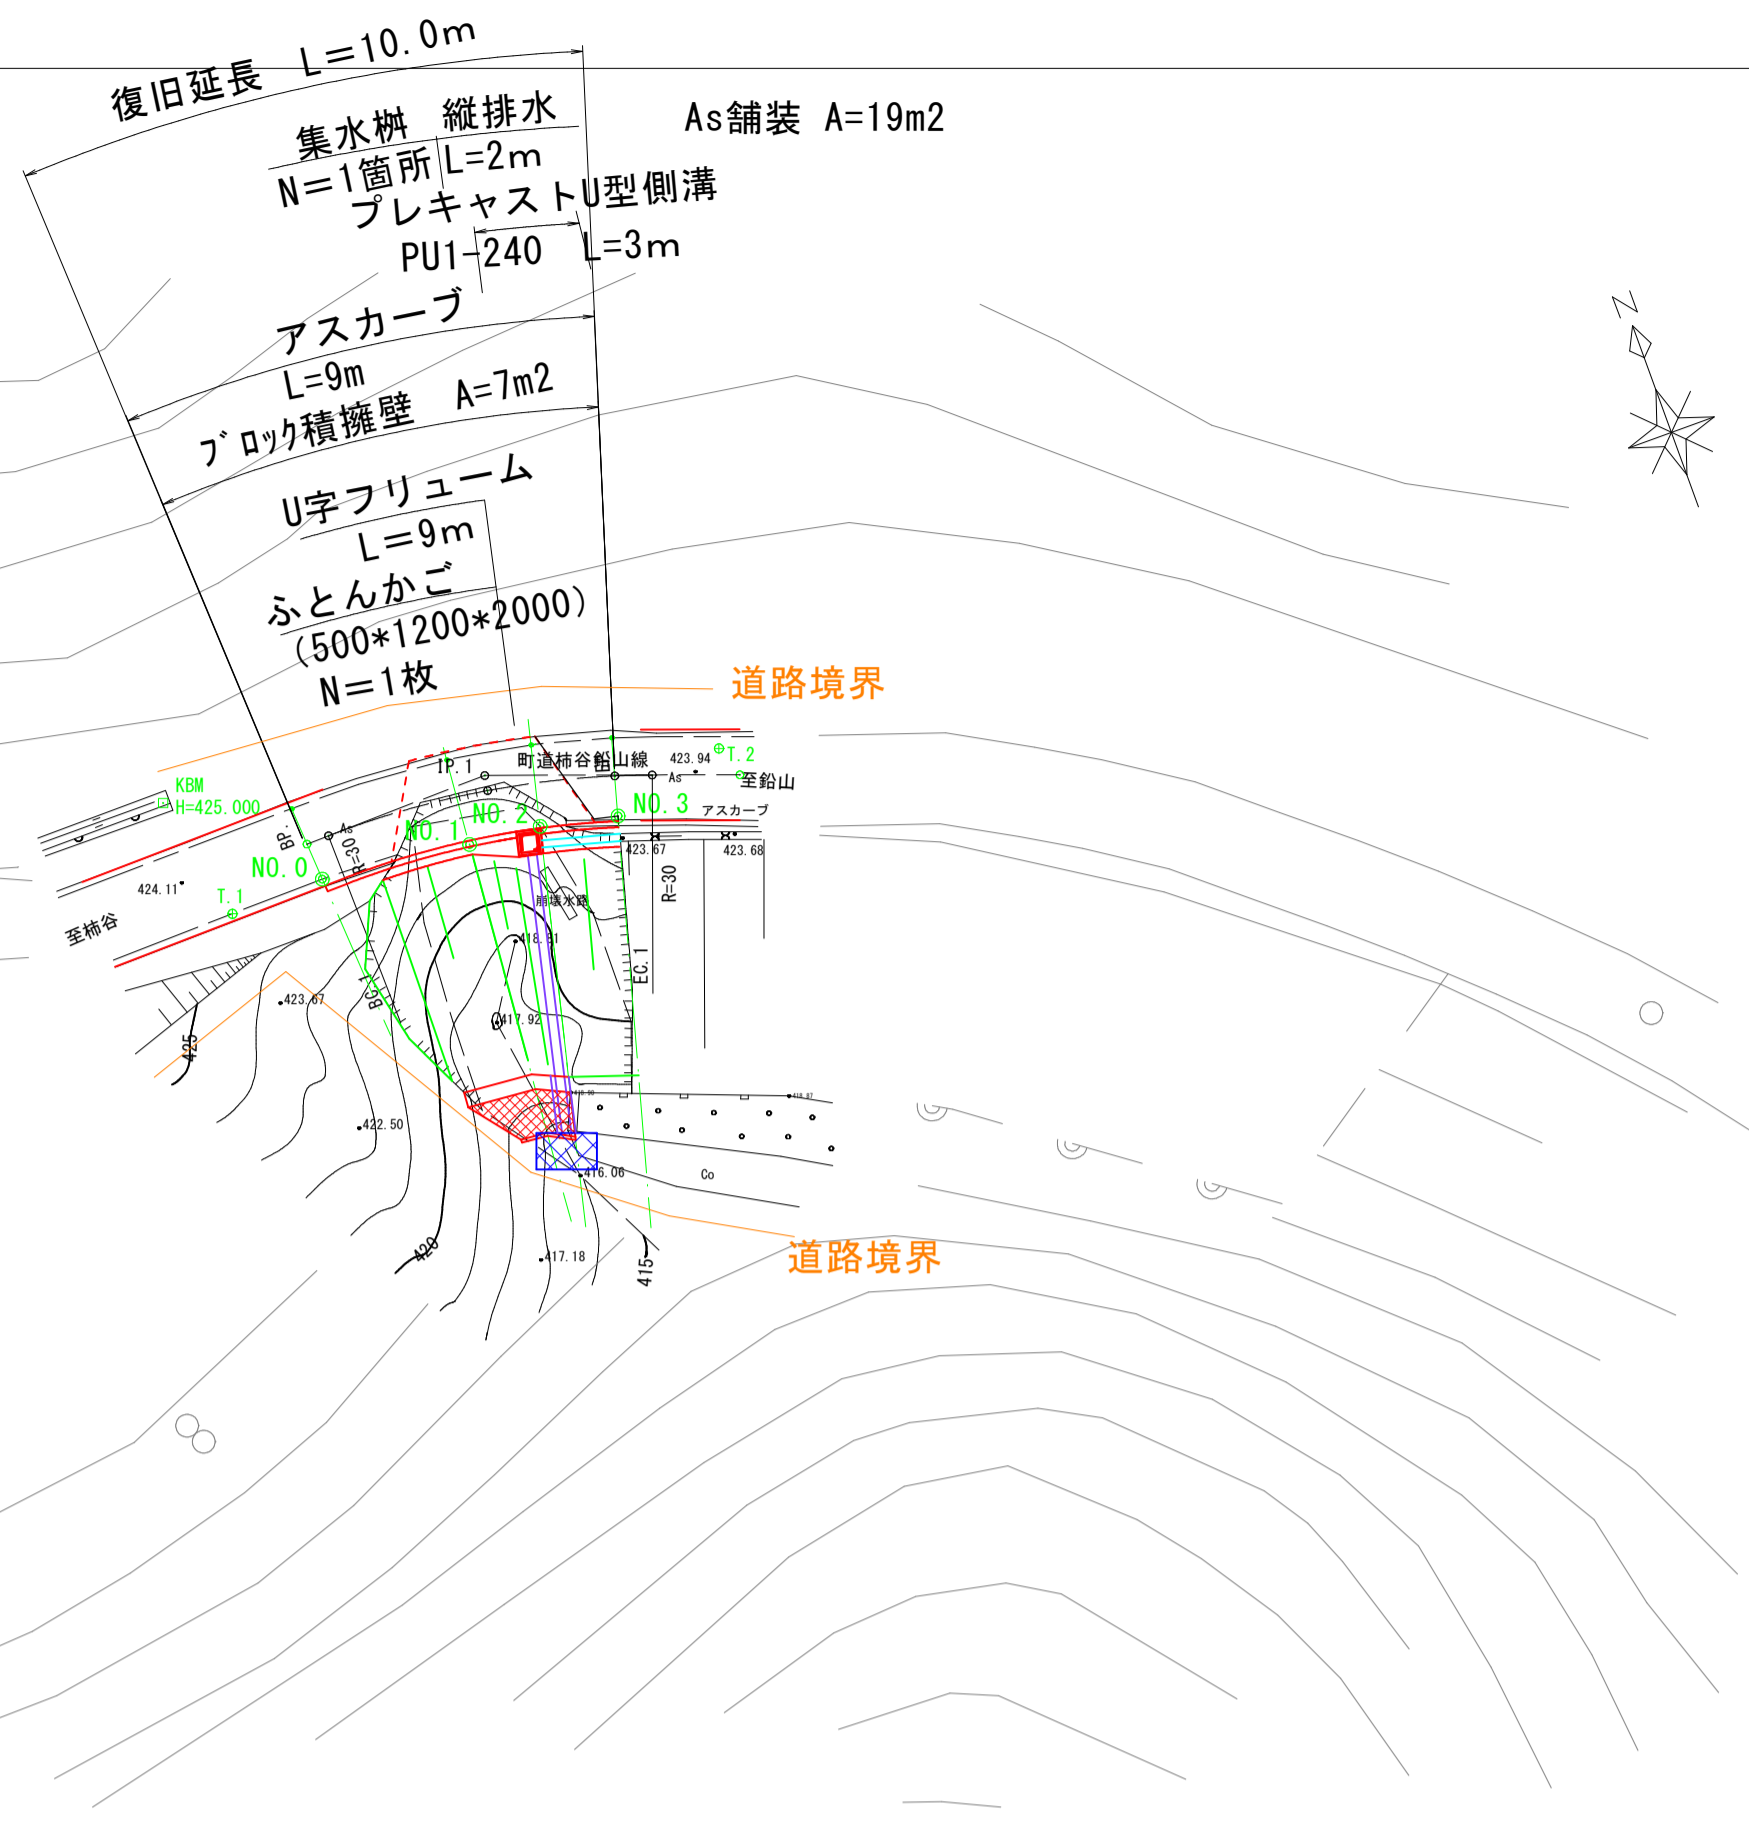 復旧延長　L＝10.0m
集水桝　縦排水
N＝1箇所 L=2m
As舗装 A=19m2
プレキャストU型側溝
PU1-240　L=3m
アスカーブ
L=9m
ブロック積擁壁　A=7m2
U字フリューム
L＝9m
ふとんかご
（500*1200*2000）
N＝1枚
N
道路境界
KBM
H=425.000
BP.
As
R=30
IP.1
町道柿谷鉛山線
423.94
T.2
As
至鉛山
アスカーブ
NO.0
NO.1
NO.2
NO.3
423.67
423.68
424.11
T.1
至柿谷
崩壊水路
R=30
EC.1
BC.1
418.81
417.92
423.67
425
422.50
420
416.06
Co
417.18
415
道路境界